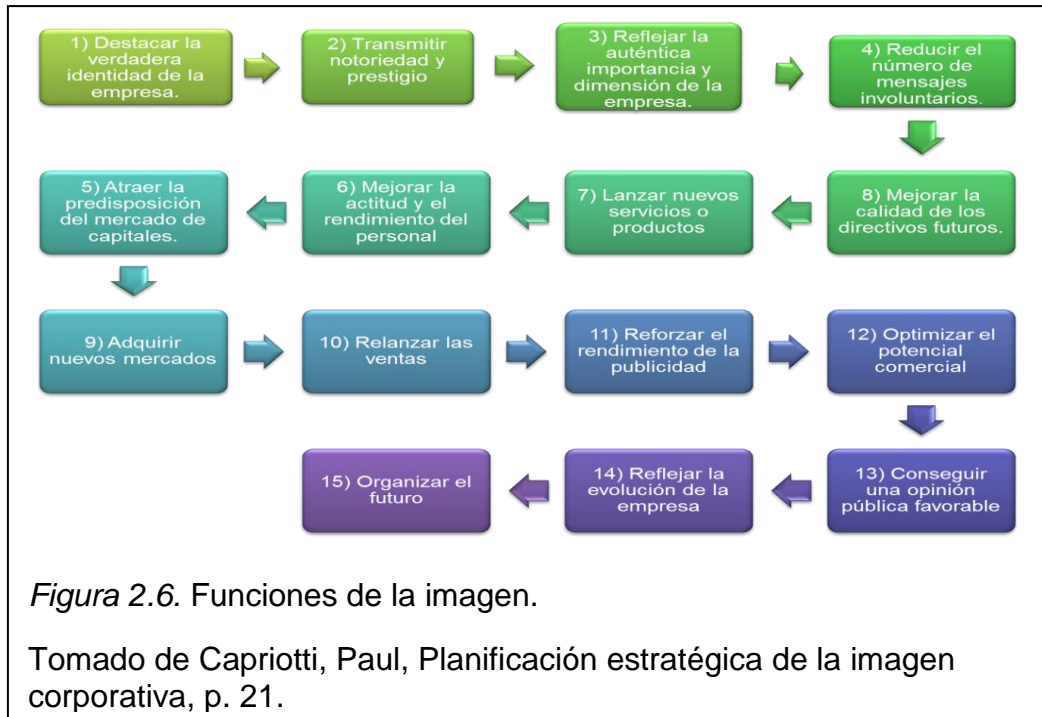 1) Destacar la
verdadera
identidad de la
empresa.
2) Transmitir
notoriedad y
prestigio
3) Reflejar la
auténtica
importancia y
dimensión de la
empresa.
4) Reducir el
número de
mensajes
involuntarios.
5) Atraer la
predisposición
del mercado de
capitales.
6) Mejorar la
actitud y el
rendimiento del
personal
7) Lanzar nuevos
servicios o
productos
8) Mejorar la
calidad de los
directivos futuros.
9) Adquirir
nuevos mercados
10) Relanzar las
ventas
11) Reforzar el
rendimiento de la
publicidad
12) Optimizar el
potencial
comercial
15) Organizar el
futuro
14) Reflejar la
evolución de la
empresa
13) Conseguir
una opinión
pública favorable
Figura 2.6. Funciones de la imagen.
Tomado de Capriotti, Paul, Planificación estratégica de la imagen
corporativa, p. 21.